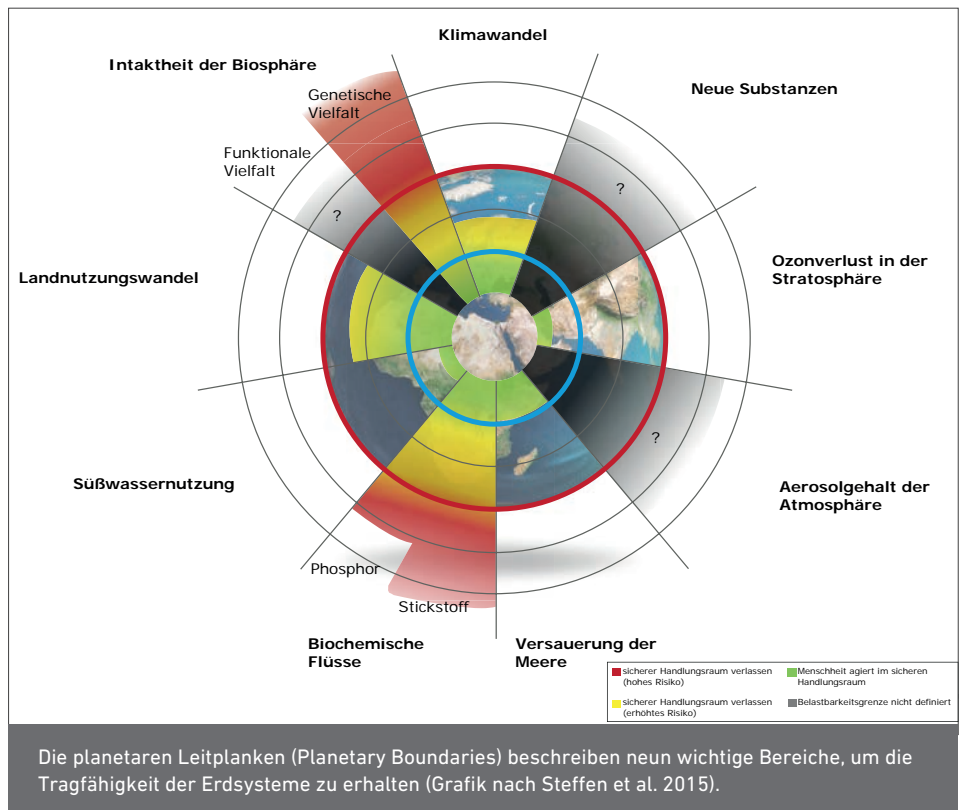 Klimawandel
Intaktheit der Biosphäre
Genetische
Vielfalt
Neue Substanzen
Funktionale
Vielfalt
?
?
Landnutzungswandel
Ozonverlust in der
Stratosphäre
?
Süßwassernutzung
Aerosolgehalt der
Atmosphäre
Phosphor
Stickstoff
Biochemische
Flüsse
Versauerung der
Meere
sicherer Handlungsraum verlassen
(hohes Risiko)
Menschheit agiert im sicheren
Handlungsraum
sicherer Handlungsraum verlassen
(erhöhtes Risiko)
Belastbarkeitsgrenze nicht definiert
Die planetaren Leitplanken (Planetary Boundaries) beschreiben neun wichtige Bereiche, um die
Tragfähigkeit der Erdsysteme zu erhalten (Grafik nach Steffen et al. 2015).